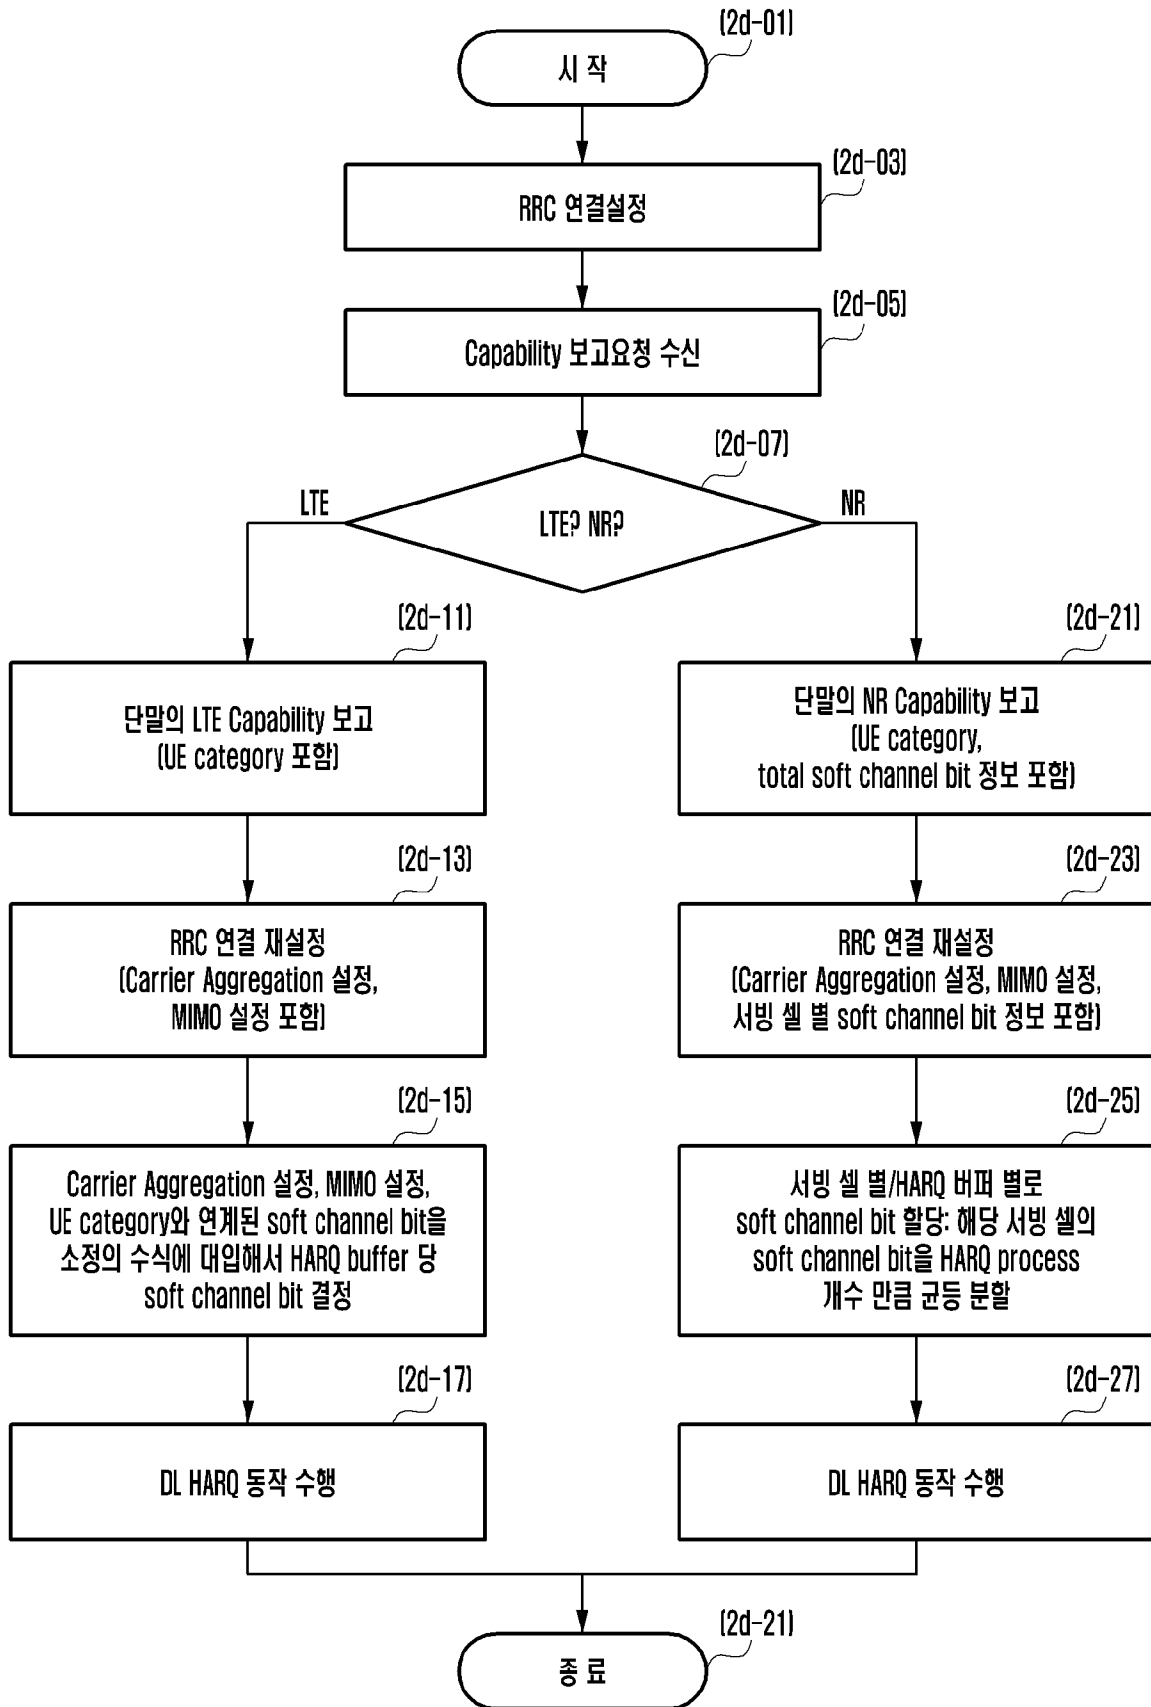 (2d-01)
시 작
(2d-03)
RRC 연결설정
(2d-05)
Capability 보고요청 수신
(2d-07)
LTE
LTE? NR?
NR
(2d-11)
단말의 LTE Capability 보고
(UE category 포함)
(2d-21)
단말의 NR Capability 보고
(UE category,
total soft channel bit 정보 포함)
(2d-13)
RRC 연결 재설정
(Carrier Aggregation 설정,
MIMO 설정 포함)
(2d-23)
RRC 연결 재설정
(Carrier Aggregation 설정, MIMO 설정,
서빙 셀 별 soft channel bit 정보 포함)
(2d-15)
Carrier Aggregation 설정, MIMO 설정,
UE category와 연계된 soft channel bit을
소정의 수식에 대입해서 HARQ buffer 당
soft channel bit 결정
(2d-25)
서빙 셀 별/HARQ 버퍼 별로
soft channel bit 할당: 해당 서빙 셀의
soft channel bit을 HARQ process
개수 만큼 균등 분할
(2d-17)
DL HARQ 동작 수행
(2d-27)
DL HARQ 동작 수행
(2d-21)
종 료